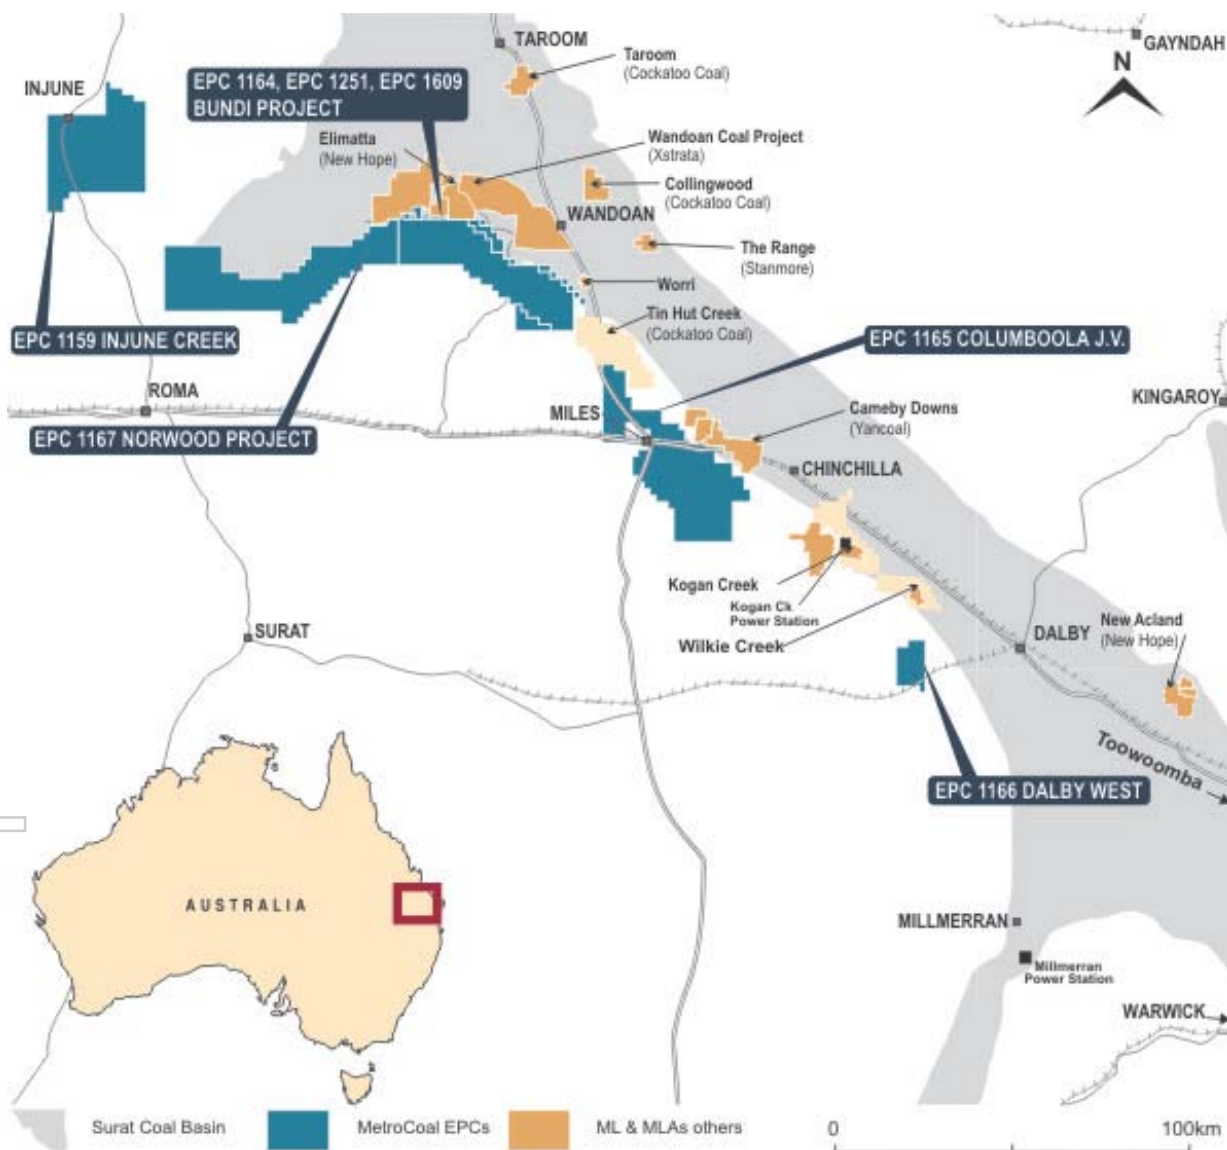 TAROOM
GAYNDAH
Taroom
(Cockatoo Coal)
N
INJUNE
EPC 1164, EPC 1251, EPC 1609
BUNDI PROJECT
Elimatta
(New Hope)
Wandoan Coal Project
(Xstrata)
Collingwood
(Cockatoo Coal)
WANDOAN
The Range
(Stanmore)
Worri
Tin Hut Creek
(Cockatoo Coal)
EPC 1159 INJUNE CREEK
EPC 1165 COLUMBOOLA J.V.
ROMA
KINGAROY
MILES
Cameby Downs
(Yancoal)
EPC 1167 NORWOOD PROJECT
CHINCHILLA
Kogan Creek
Kogan Ck
Power Station
SURAT
Wilkie Creek
DALBY
New Acland
(New Hope)
Toowoomba
EPC 1166 DALBY WEST
AUSTRALIA
MILLMERRAN
Millmerran
Power Station
WARWICK
Surat Coal Basin
MetroCoal EPCs
ML & MLAs others
0
100km